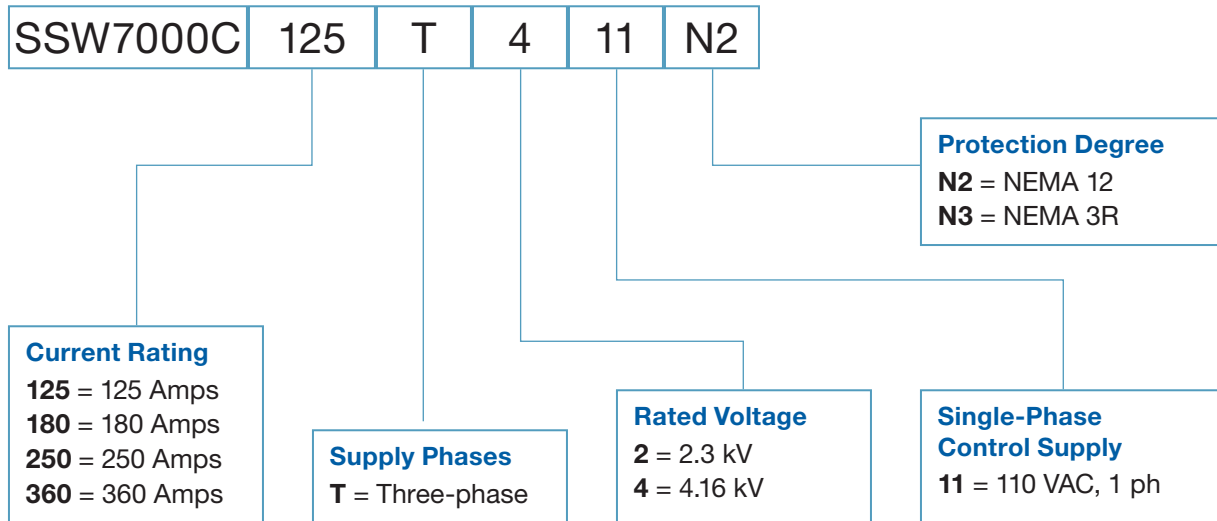 SSW7000C 125 T 4 11 N2
Protection Degree
N2 = NEMA 12
N3 = NEMA 3R
Current Rating
125 = 125 Amps
180 = 180 Amps
250 = 250 Amps
360 = 360 Amps
Supply Phases
T = Three-phase
Rated Voltage
2 = 2.3 kV
4 = 4.16 kV
Single-Phase
Control Supply
11 = 110 VAC, 1 ph